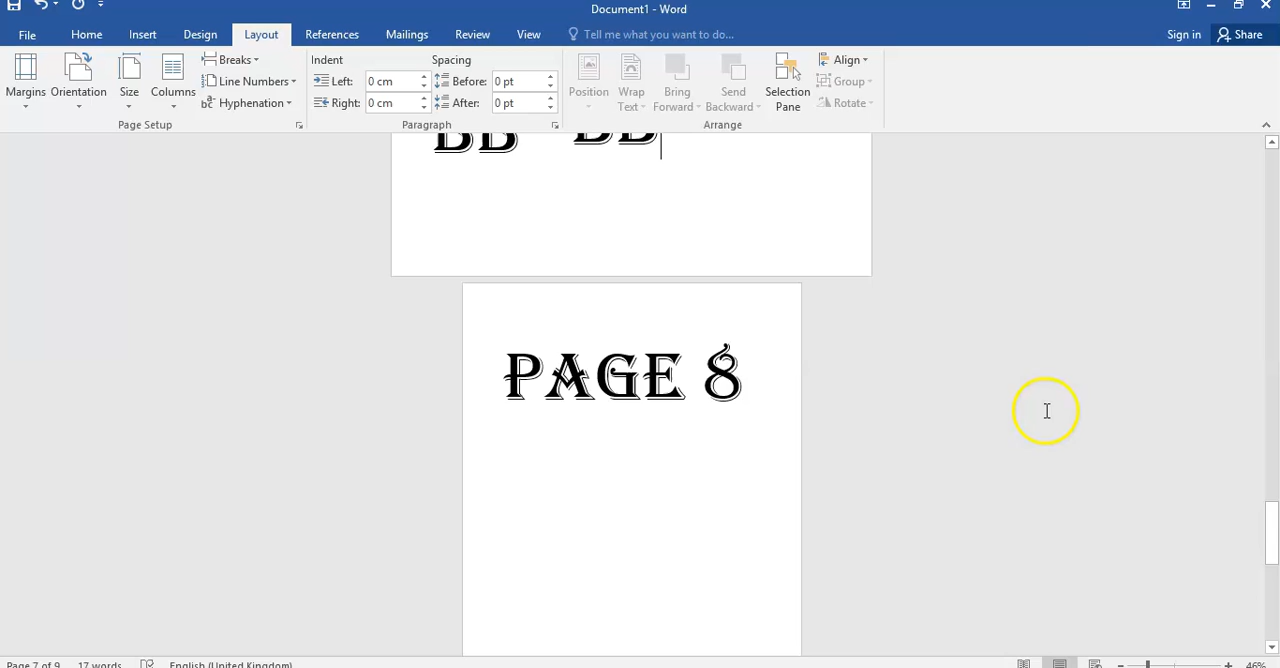 Document1 - Word
File Home Insert Design Layout References Mailings Review View Tell me what you want to do... Sign in Share
Margins Orientation Size Columns
Breaks
Line Numbers
Hyphenation
Page Setup
Indent
Left: 0 cm
Right: 0 cm
Spacing
Before: 0 pt
After: 0 pt
Paragraph
Position Wrap Text Bring Forward Send Backward Selection Pane
Align
Group
Rotate
Arrange
BB BB
PAGE 8
Page 7 of 9 17 words English (United Kingdom) 46%